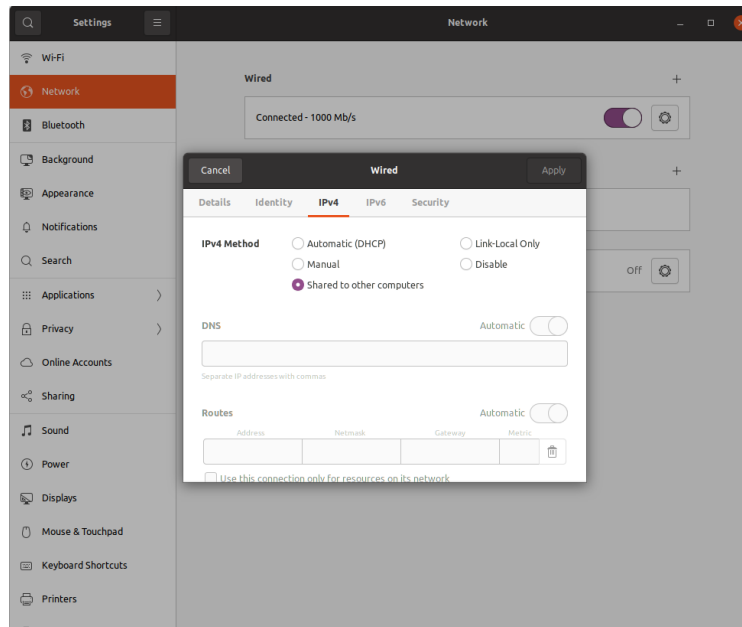 Settings
Network
Wi-Fi
Network
Bluetooth
Background
Appearance
Notifications
Search
Applications
Privacy
Online Accounts
Sharing
Sound
Power
Displays
Mouse & Touchpad
Keyboard Shortcuts
Printers
Wired
Connected - 1000 Mb/s
Off
Cancel
Wired
Apply
Details Identity IPv4 IPv6 Security
IPv4 Method
Automatic (DHCP) Link-Local Only
Manual Disable
Shared to other computers
DNS Automatic
Separate IP addresses with commas
Routes Automatic
Address Netmask Gateway Metric
Use this connection only for resources on its network